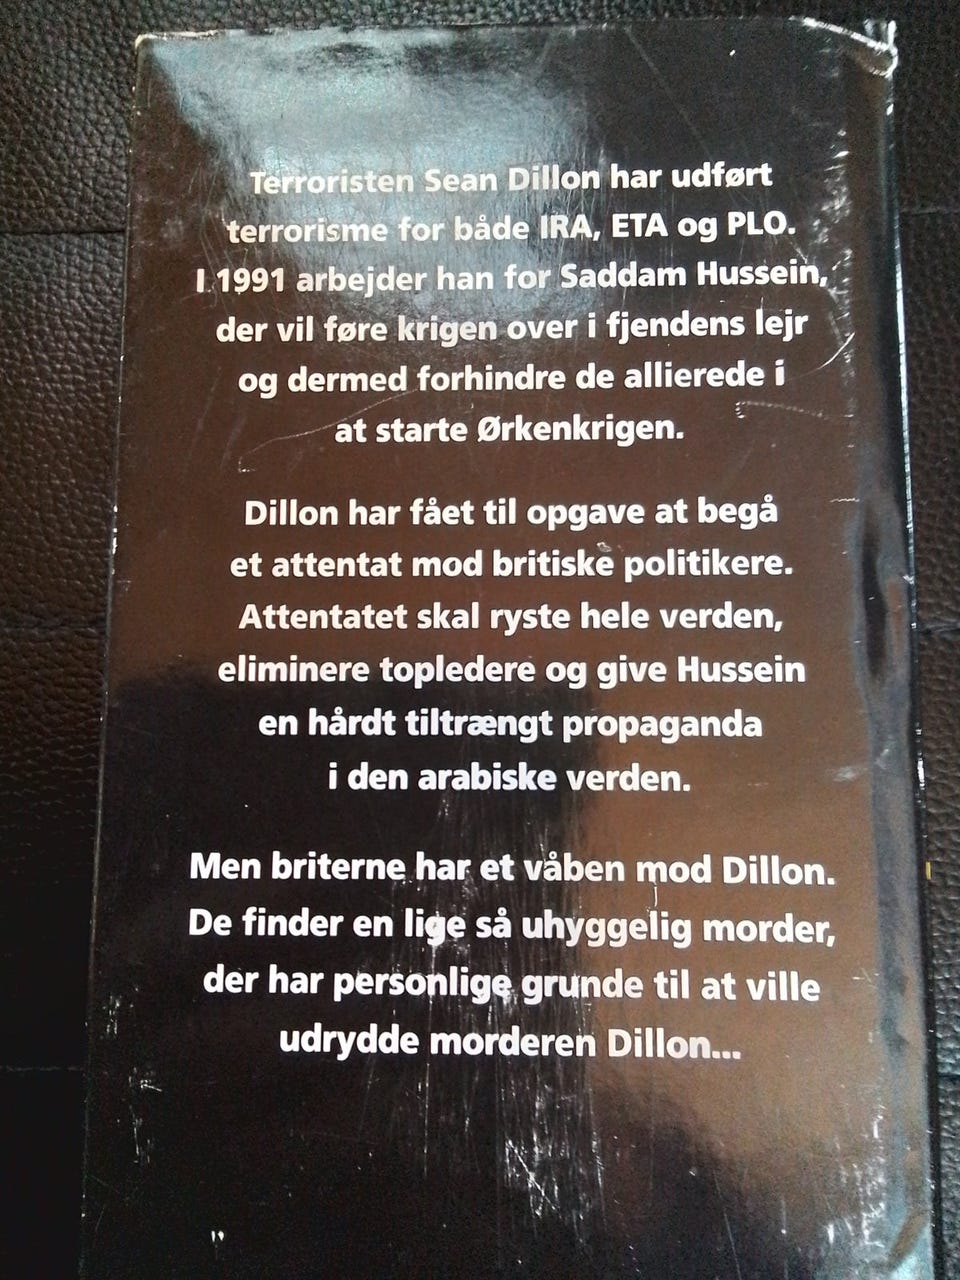 Terroristen Sean Dillon har udført
terrorisme for både IRA, ETA og PLO.
I 1991 arbejder han for Saddam Hussein,
der vil føre krigen over i fjendens lejr
og dermed forhindre de allierede i
at starte Ørkenkrigen.
Dillon har fået til opgave at begå
et attentat mod britiske politikere.
Attentatet skal ryste hele verden,
eliminere topledere og give Hussein
en hårdt tiltrængt propaganda
i den arabiske verden.
Men briterne har et våben mod Dillon.
De finder en lige så uhyggelig morder,
der har personlige grunde til at ville
udrydde morderen Dillon...